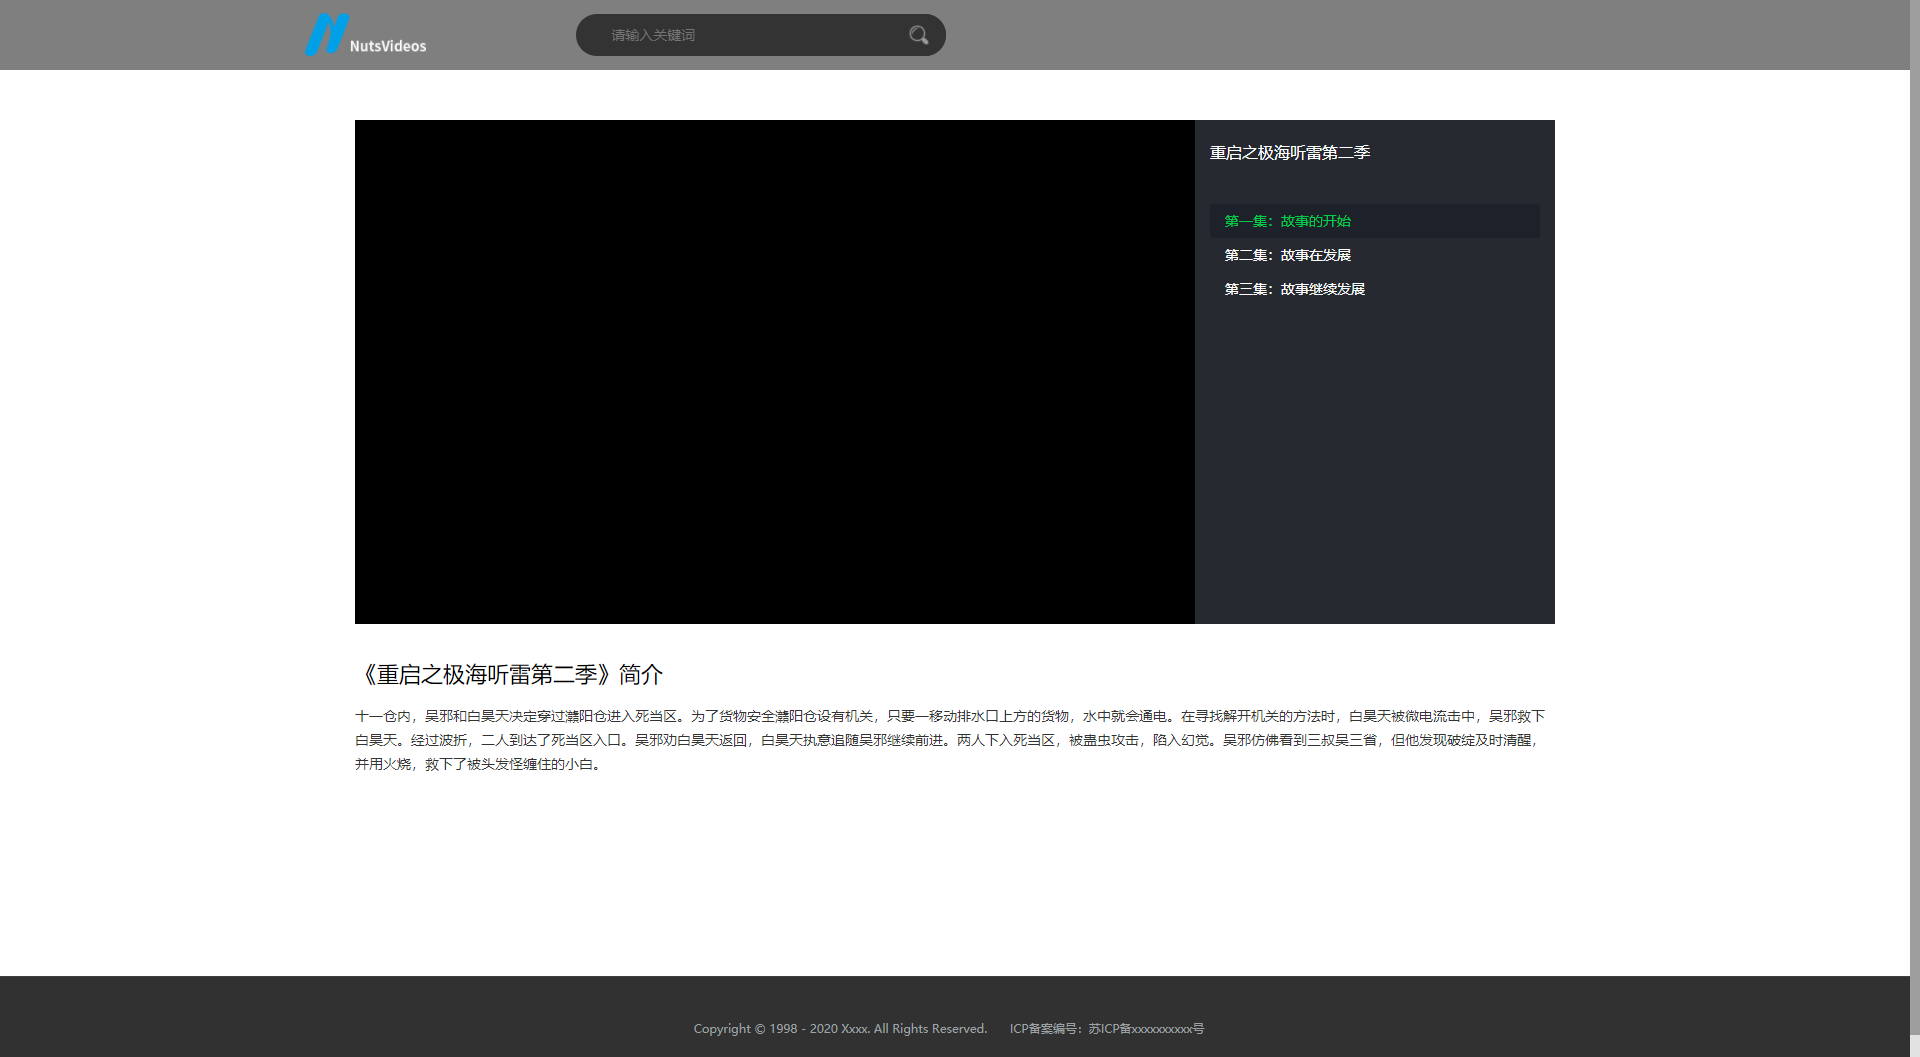 NutsVideos
请输入关键词
重启之极海听雷第二季
第一集：故事的开始
第二集：故事在发展
第三集：故事继续发展
《重启之极海听雷第二季》简介
十一仓内，吴邪和白昊天决定穿过灉阳仓进入死当区。为了货物安全灉阳仓设有机关，只要一移动排水口上方的货物，水中就会通电。在寻找解开机关的方法时，白昊天被微电流击中，吴邪救下
白昊天。经过波折，二人到达了死当区入口。吴邪劝白昊天返回，白昊天执意追随吴邪继续前进。两人下入死当区，被蛊虫攻击，陷入幻觉。吴邪仿佛看到三叔吴三省，但他发现破绽及时清醒，
并用火烧，救下了被头发怪缠住的小白。
Copyright © 1998 - 2020 Xxxx. All Rights Reserved. ICP备案编号：苏ICP备xxxxxxxxxx号